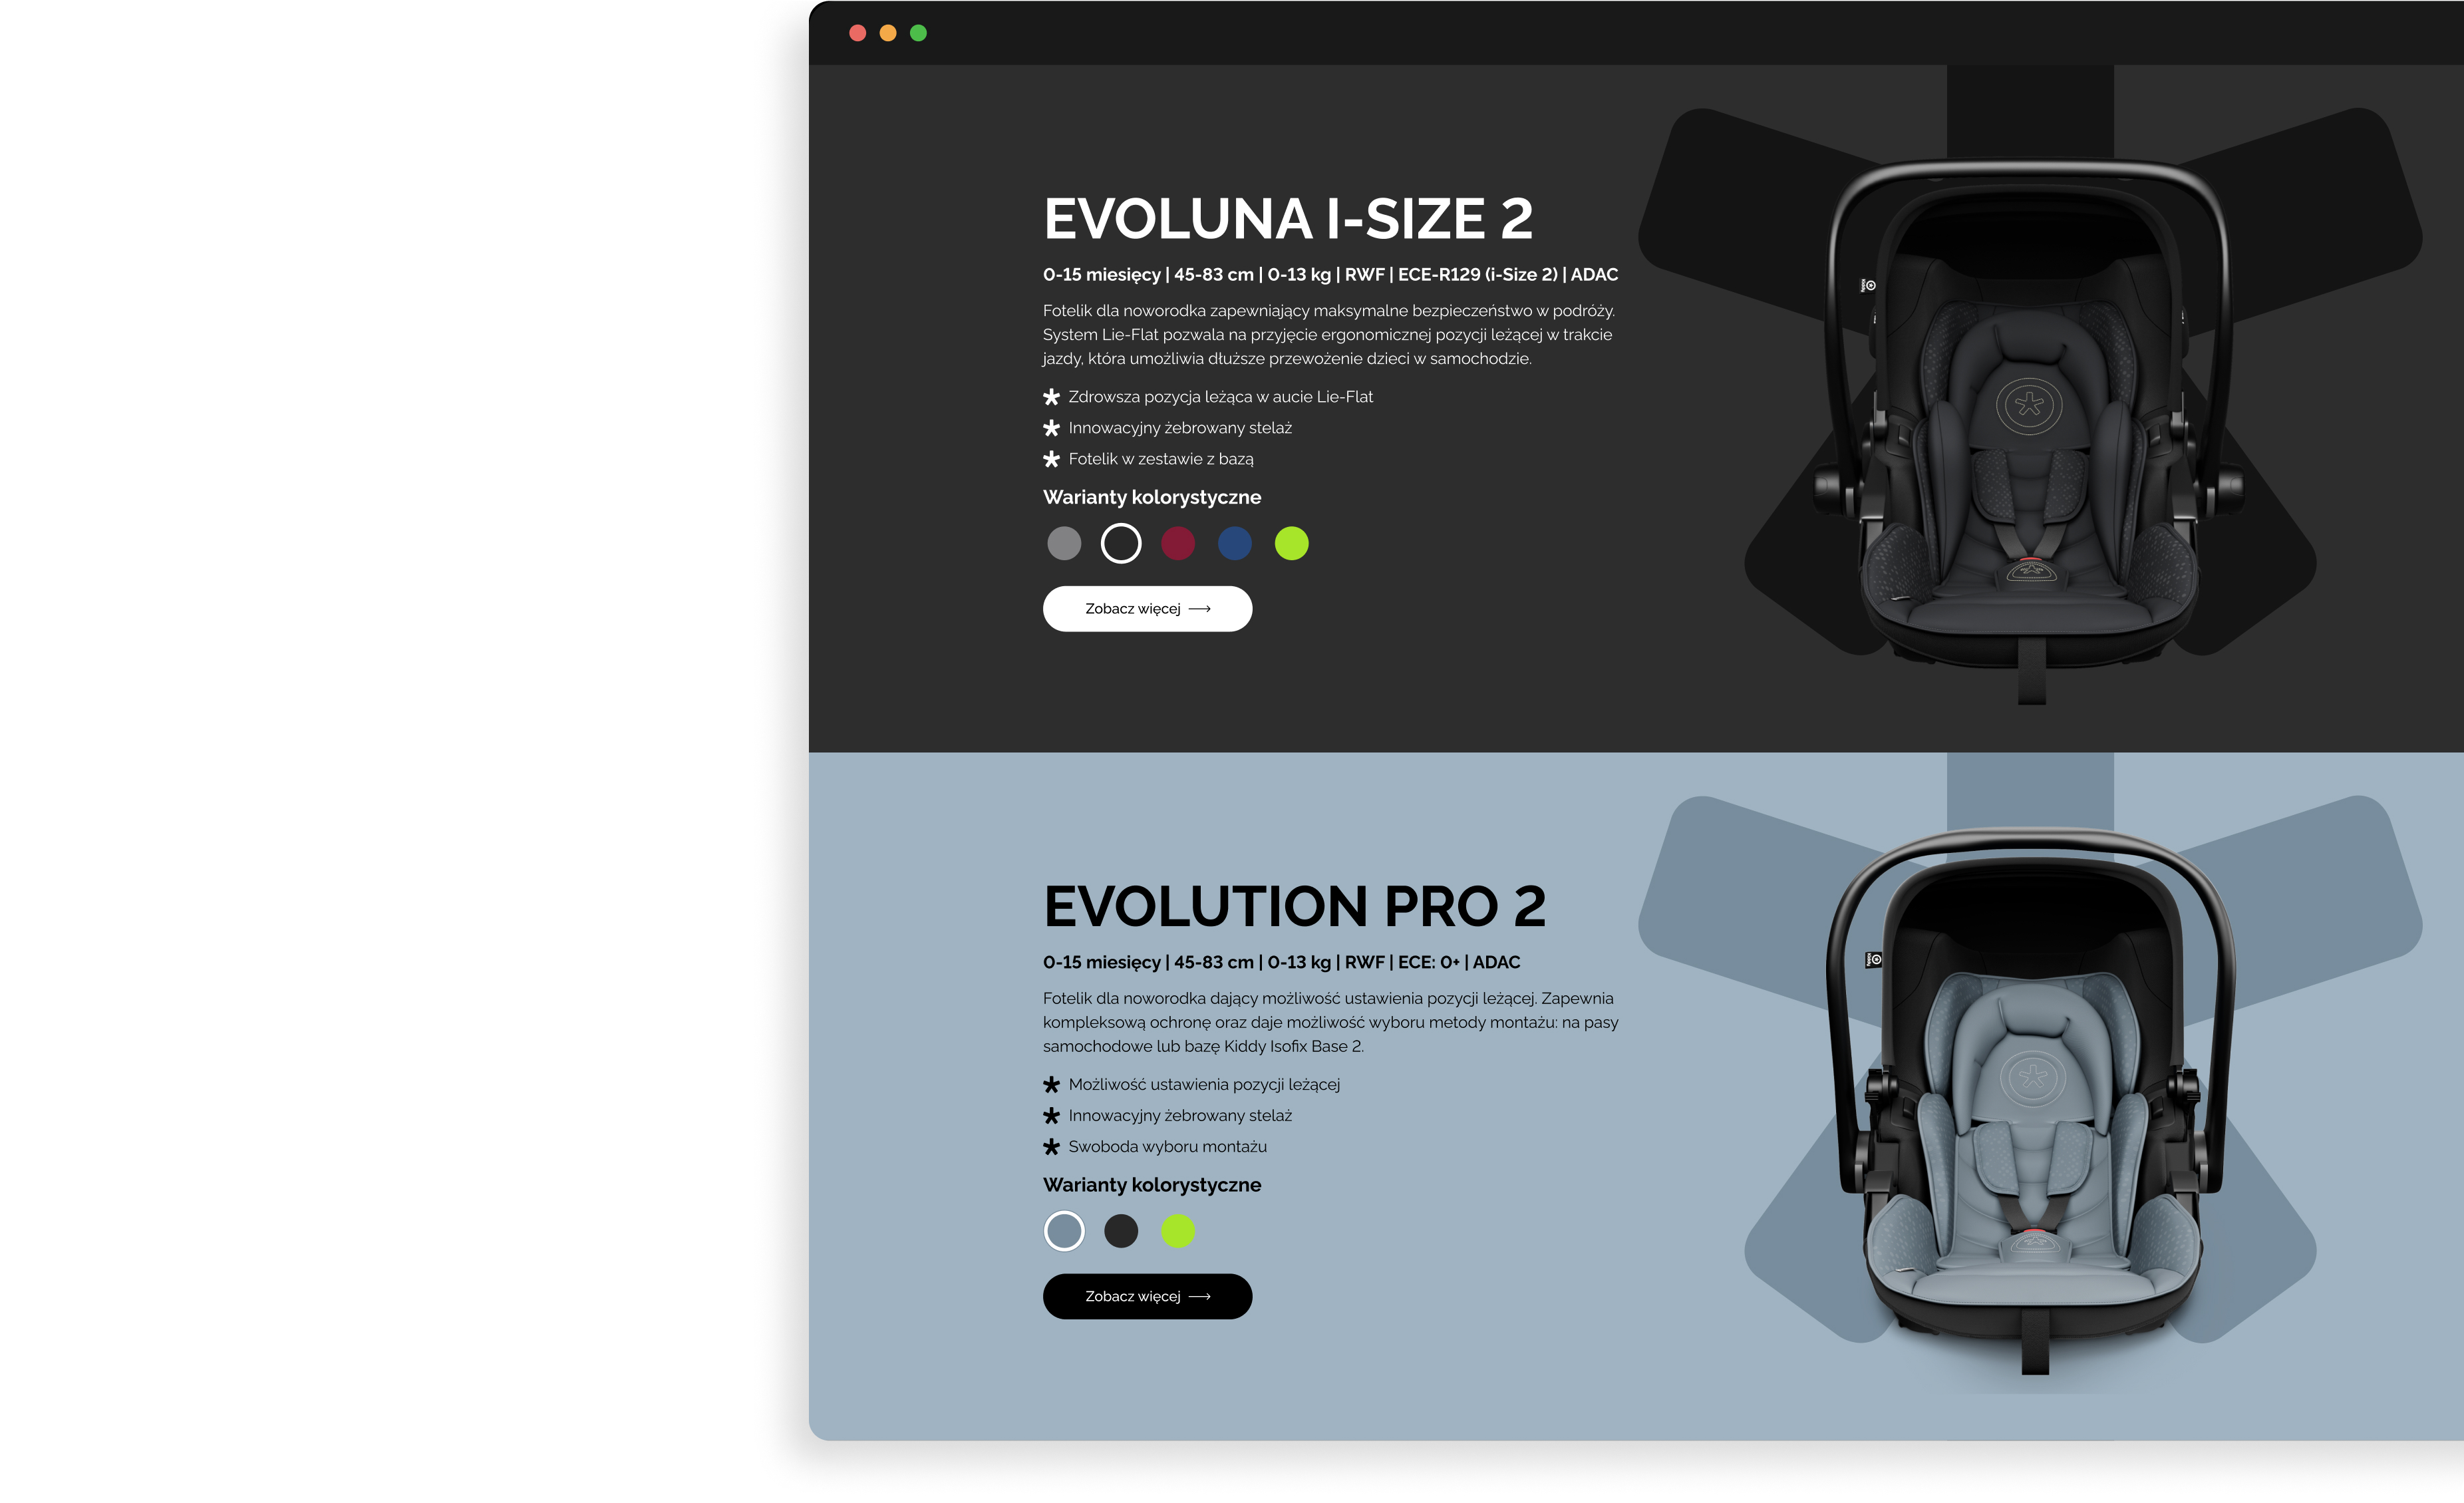 EVOLUNA I-SIZE 2
0-15 miesięcy | 45-83 cm | 0-13 kg | RWF | ECE-R129 (i-Size 2) | ADAC
Fotelik dla noworodka zapewniający maksymalne bezpieczeństwo w podróży.
System Lie-Flat pozwala na przyjęcie ergonomicznej pozycji leżącej w trakcie
jazdy, która umożliwia dłuższe przewożenie dzieci w samochodzie.
Zdrowsza pozycja leżąca w aucie Lie-Flat
Innowacyjny żebrowany stelaż
Fotelik w zestawie z bazą
Warianty kolorystyczne
Zobacz więcej
EVOLUTION PRO 2
0-15 miesięcy | 45-83 cm | 0-13 kg | RWF | ECE: 0+ | ADAC
Fotelik dla noworodka dający możliwość ustawienia pozycji leżącej. Zapewnia
kompleksową ochronę oraz daje możliwość wyboru metody montażu: na pasy
samochodowe lub bazę Kiddy Isofix Base 2.
Możliwość ustawienia pozycji leżącej
Innowacyjny żebrowany stelaż
Swoboda wyboru montażu
Warianty kolorystyczne
Zobacz więcej